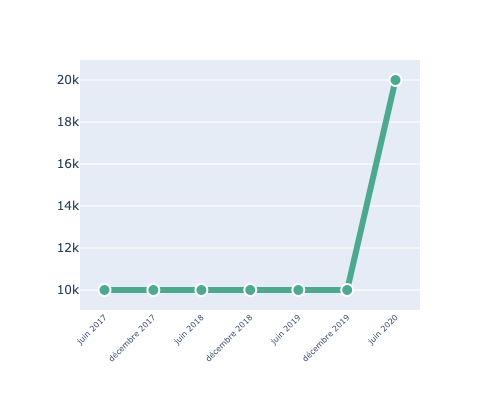 20k
18k
16k
14k
12k
10k
juin 2017
décembre 2017
juin 2018
décembre 2018
juin 2019
décembre 2019
juin 2020